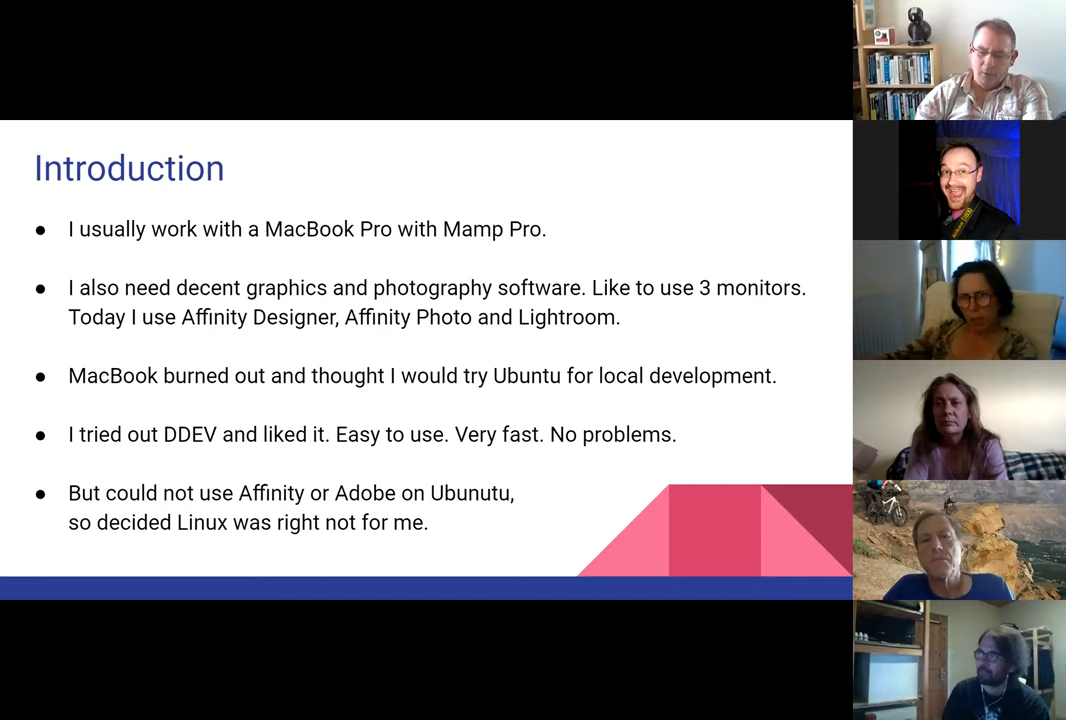 Introduction
● I usually work with a MacBook Pro with Mamp Pro.
● I also need decent graphics and photography software. Like to use 3 monitors.
Today I use Affinity Designer, Affinity Photo and Lightroom.
● MacBook burned out and thought I would try Ubuntu for local development.
● I tried out DDEV and liked it. Easy to use. Very fast. No problems.
● But could not use Affinity or Adobe on Ubunutu,
so decided Linux was right not for me.